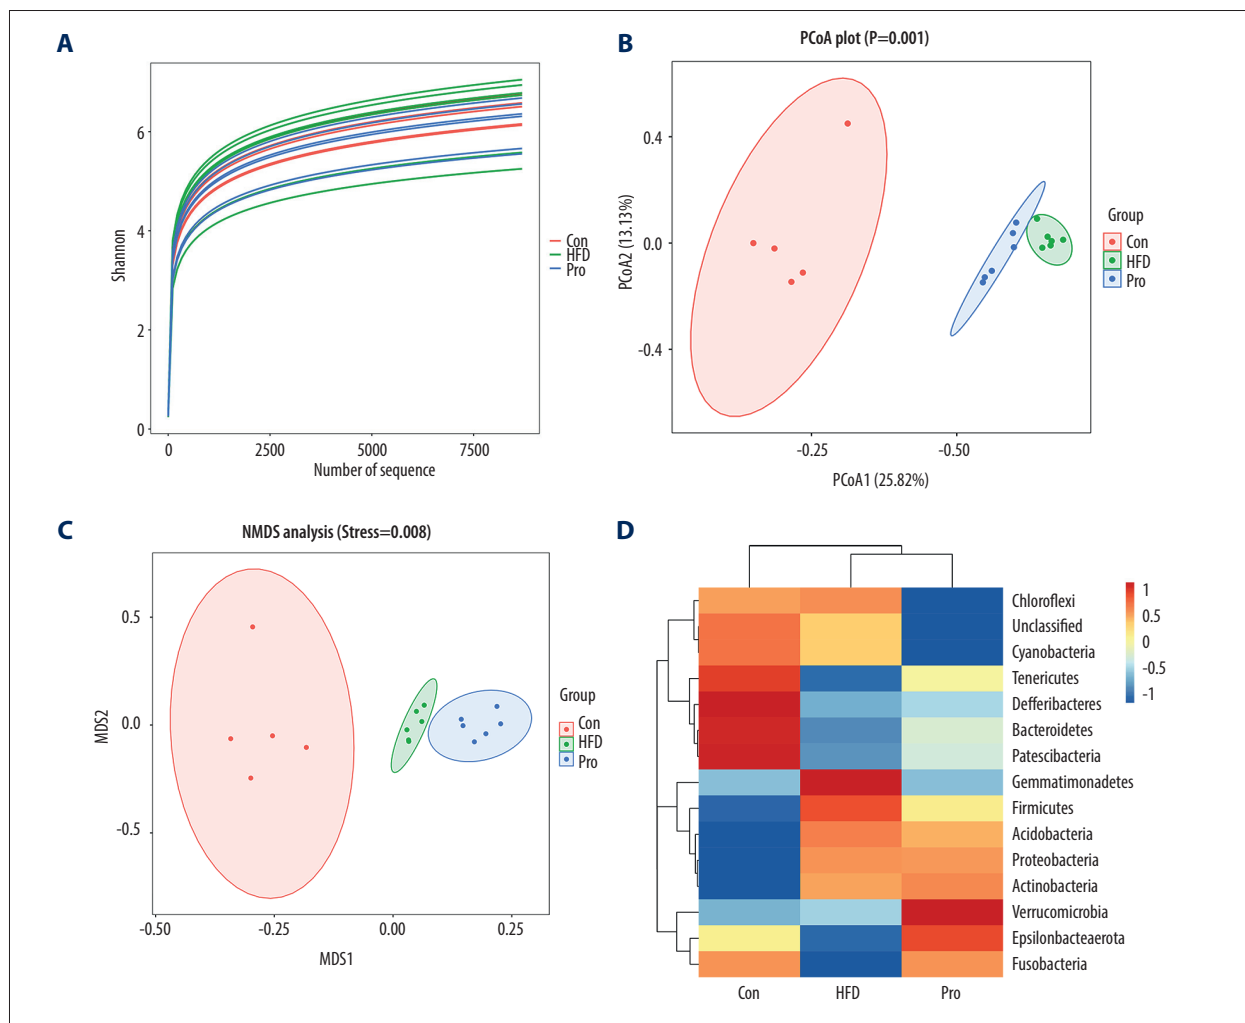 A
Shannon
6
4
2
0
0 2500 5000 7500
Number of sequence
Con
HFD
Pro
B
PCoA plot (P=0.001)
PCoA2 (13.13%)
0.4
0.0
-0.4
-0.25 -0.50
PCoA1 (25.82%)
Group
Con
HFD
Pro
C
NMDS analysis (Stress=0.008)
MDS2
0.5
0.0
-0.5
-0.50 -0.25 0.00 0.25
MDS1
Group
Con
HFD
Pro
D
Chloroflexi
Unclassified
Cyanobacteria
Tenericutes
Defferibacteres
Bacteroidetes
Patescibacteria
Gemmatimonadetes
Firmicutes
Acidobacteria
Proteobacteria
Actinobacteria
Verrucomicrobia
Epsilonbacteaerota
Fusobacteria
Con HFD Pro
1
0.5
0
-0.5
-1